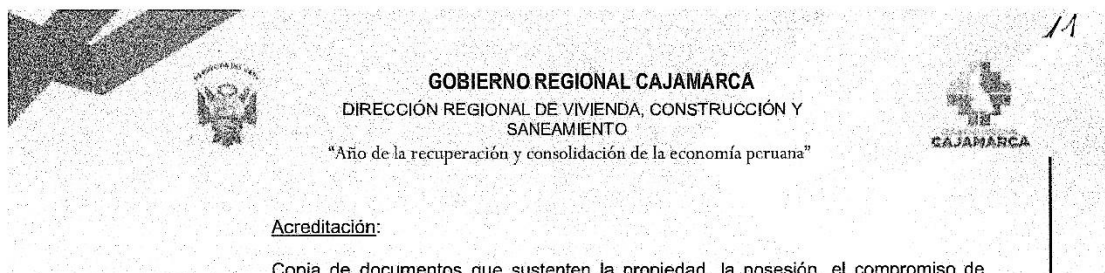 11
GOBIERNO REGIONAL CAJAMARCA
DIRECCIÓN REGIONAL DE VIVIENDA, CONSTRUCCIÓN Y
SANEAMIENTO
"Año de la recuperación y consolidación de la economía peruana"
CAJAMARCA
Acreditación:
Copia de documentos que sustenten la propiedad, la posesión, el compromiso de